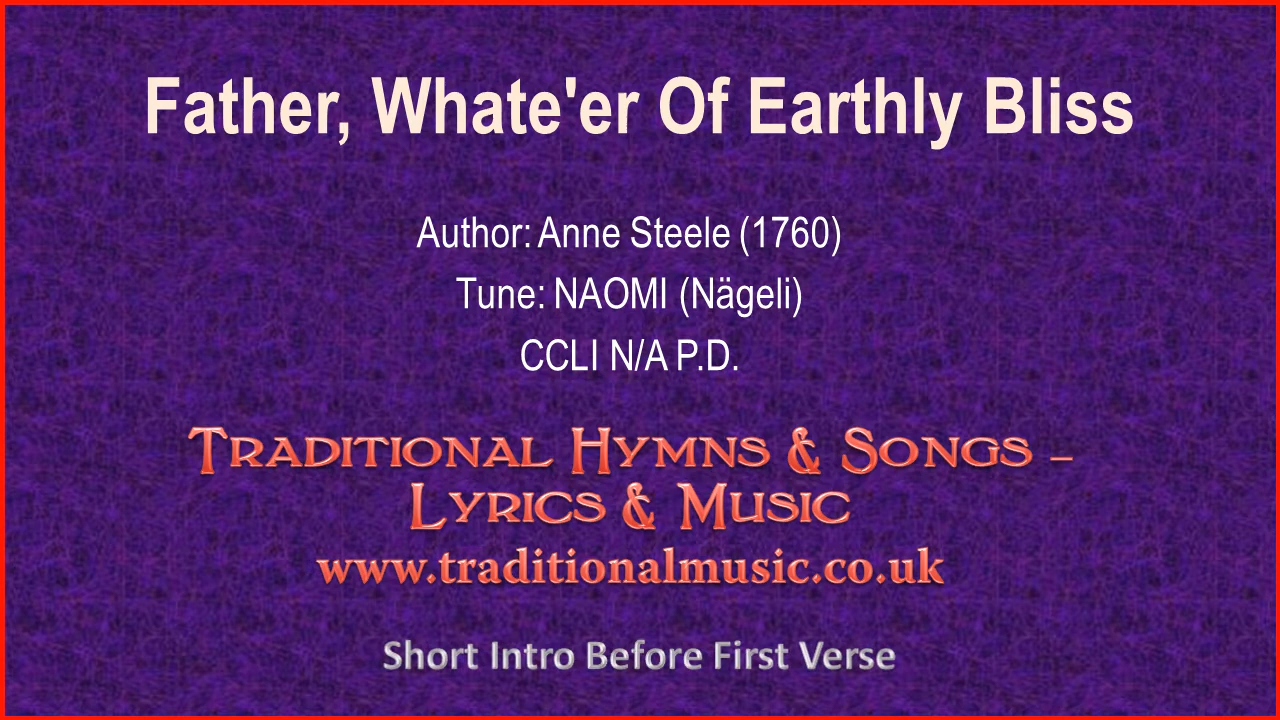 Father, Whate'er Of Earthly Bliss
Author: Anne Steele (1760)
Tune: NAOMI (Nägeli)
CCLI N/A P.D.
Traditional Hymns & Songs –
Lyrics & Music
www.traditionalmusic.co.uk
Short Intro Before First Verse